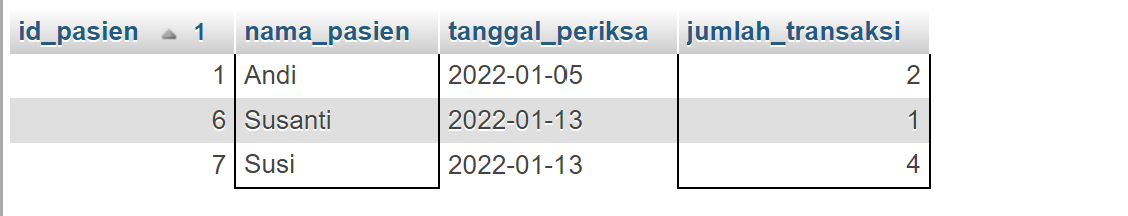 id_pasien 1 nama_pasien tanggal_periksa jumlah_transaksi
1 Andi 2022-01-05 2
6 Susanti 2022-01-13 1
7 Susi 2022-01-13 4